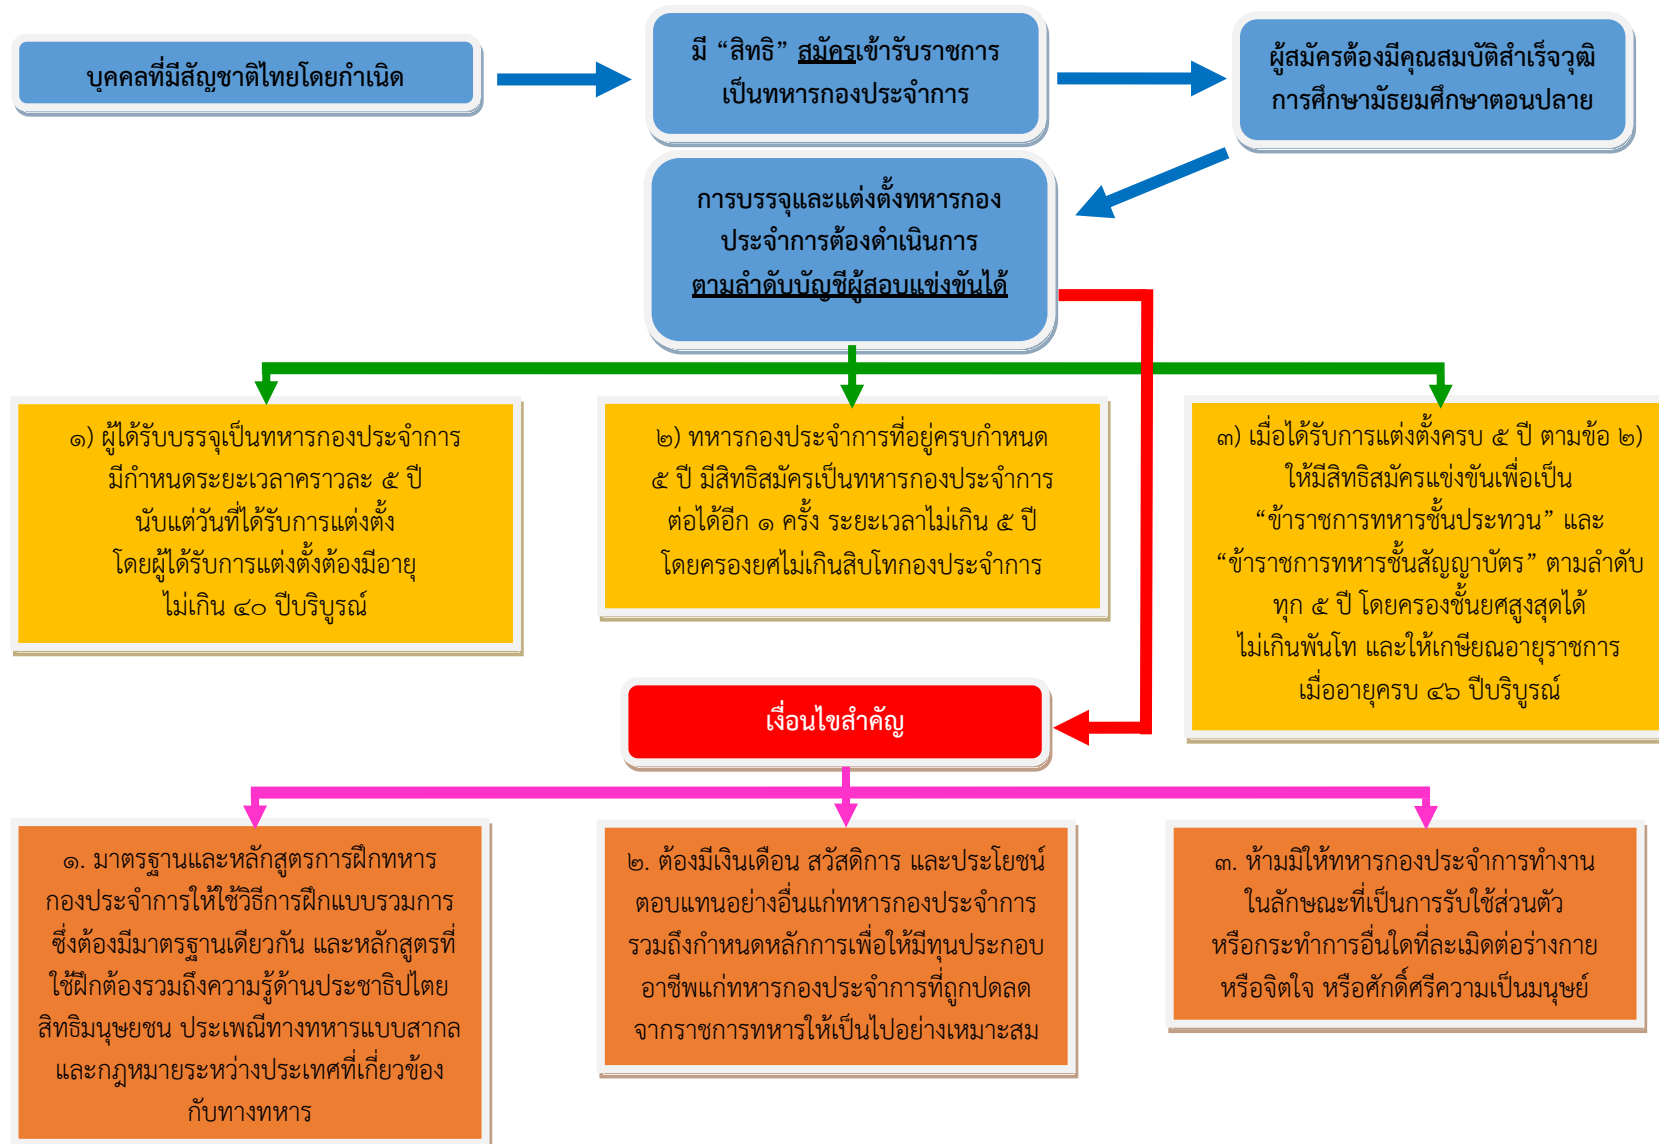 บุคคลที่มีสัญชาติไทยโดยกำเนิด
มี “สิทธิ” สมัครเข้ารับราชการ
เป็นทหารกองประจำการ
ผู้สมัครต้องมีคุณสมบัติสำเร็จวุฒิ
การศึกษามัธยมศึกษาตอนปลาย
การบรรจุและแต่งตั้งทหารกอง
ประจำการต้องดำเนินการ
ตามลำดับบัญชีผู้สอบแข่งขันได้
๑) ผู้ได้รับบรรจุเป็นทหารกองประจำการ
มีกำหนดระยะเวลาคราวละ ๕ ปี
นับแต่วันที่ได้รับการแต่งตั้ง
โดยผู้ได้รับการแต่งตั้งต้องมีอายุ
ไม่เกิน ๔๐ ปีบริบูรณ์
๒) ทหารกองประจำการที่อยู่ครบกำหนด
๕ ปี มีสิทธิสมัครเป็นทหารกองประจำการ
ต่อได้อีก ๑ ครั้ง ระยะเวลาไม่เกิน ๕ ปี
โดยครองยศไม่เกินสิบโทกองประจำการ
๓) เมื่อได้รับการแต่งตั้งครบ ๕ ปี ตามข้อ ๒)
ให้มีสิทธิสมัครแข่งขันเพื่อเป็น
“ข้าราชการทหารชั้นประทวน” และ
“ข้าราชการทหารชั้นสัญญาบัตร” ตามลำดับ
ทุก ๕ ปี โดยครองชั้นยศสูงสุดได้
ไม่เกินพันโท และให้เกษียณอายุราชการ
เมื่ออายุครบ ๔๖ ปีบริบูรณ์
เงื่อนไขสำคัญ
๑. มาตรฐานและหลักสูตรการฝึกทหาร
กองประจำการให้ใช้วิธีการฝึกแบบรวมการ
ซึ่งต้องมีมาตรฐานเดียวกัน และหลักสูตรที่
ใช้ฝึกต้องรวมถึงความรู้ด้านประชาธิปไตย
สิทธิมนุษยชน ประเพณีทางทหารแบบสากล
และกฎหมายระหว่างประเทศที่เกี่ยวข้อง
กับทางทหาร
๒. ต้องมีเงินเดือน สวัสดิการ และประโยชน์
ตอบแทนอย่างอื่นแก่ทหารกองประจำการ
รวมถึงกำหนดหลักการเพื่อให้มีทุนประกอบ
อาชีพแก่ทหารกองประจำการที่ถูกปดลด
จากราชการทหารให้เป็นไปอย่างเหมาะสม
๓. ห้ามมิให้ทหารกองประจำการทำงาน
ในลักษณะที่เป็นการรับใช้ส่วนตัว
หรือกระทำการอื่นใดที่ละเมิดต่อร่างกาย
หรือจิตใจ หรือศักดิ์ศรีความเป็นมนุษย์